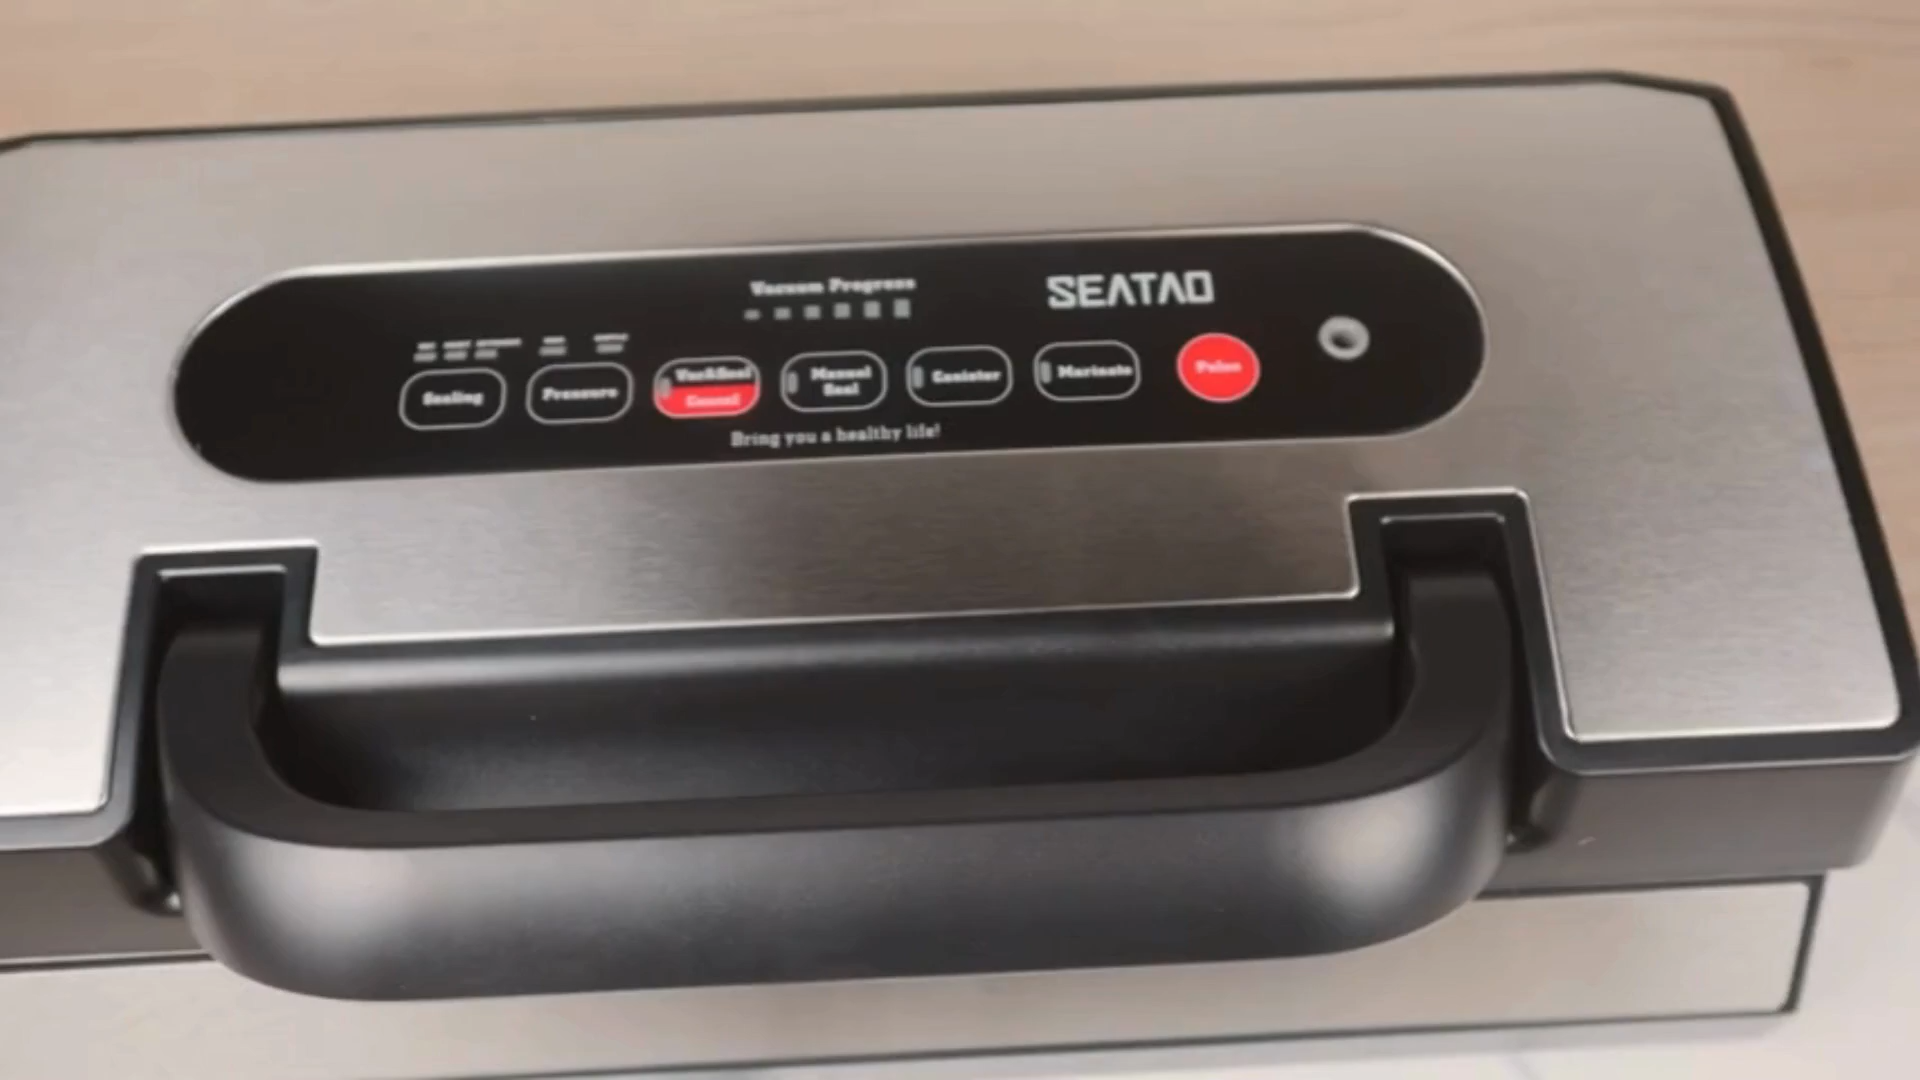 Vacuum Progress
SEATAO
Sealing
Pressure
Vac&Seal
Cancel
Manual
Seal
Canister
Marinate
Pulse
Bring you a healthy life!